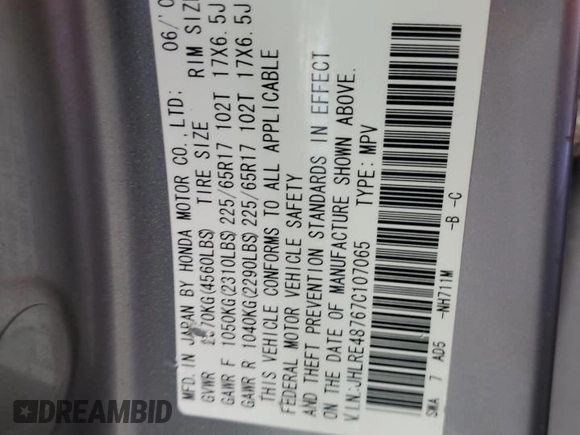 MFD. IN JAPAN BY HONDA MOTOR CO.,LTD: 06/'0
GVWR 2070KG(4560LBS) TIRE SIZE RIM SIZ
GAWR F 1050KG(2310LBS) 225/65R17 102T 17X6.5J
GAWR R 1040KG(2290LBS) 225/65R17 102T 17X6.5J
THIS VEHICLE CONFORMS TO ALL APPLICABLE
FEDERAL MOTOR VEHICLE SAFETY
AND THEFT PREVENTION STANDARDS IN EFFECT
ON THE DATE OF MANUFACTURE SHOWN ABOVE.
V.I.N:JHLRE48767C107065 TYPE: MPV
SWA 7 AD5 -NH711M -B -C
DREAMBID